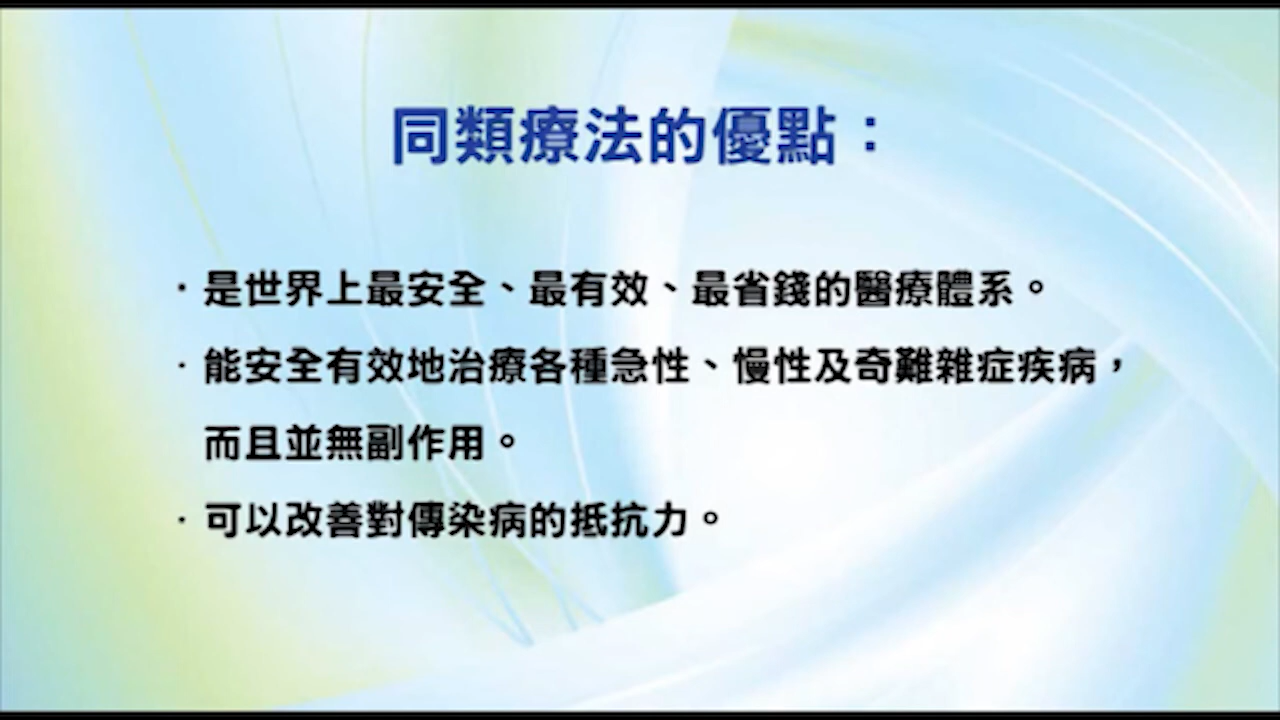 同類療法的優點：
·是世界上最安全、最有效、最省錢的醫療體系。
·能安全有效地治療各種急性、慢性及奇難雜症疾病，
而且並無副作用。
·可以改善對傳染病的抵抗力。